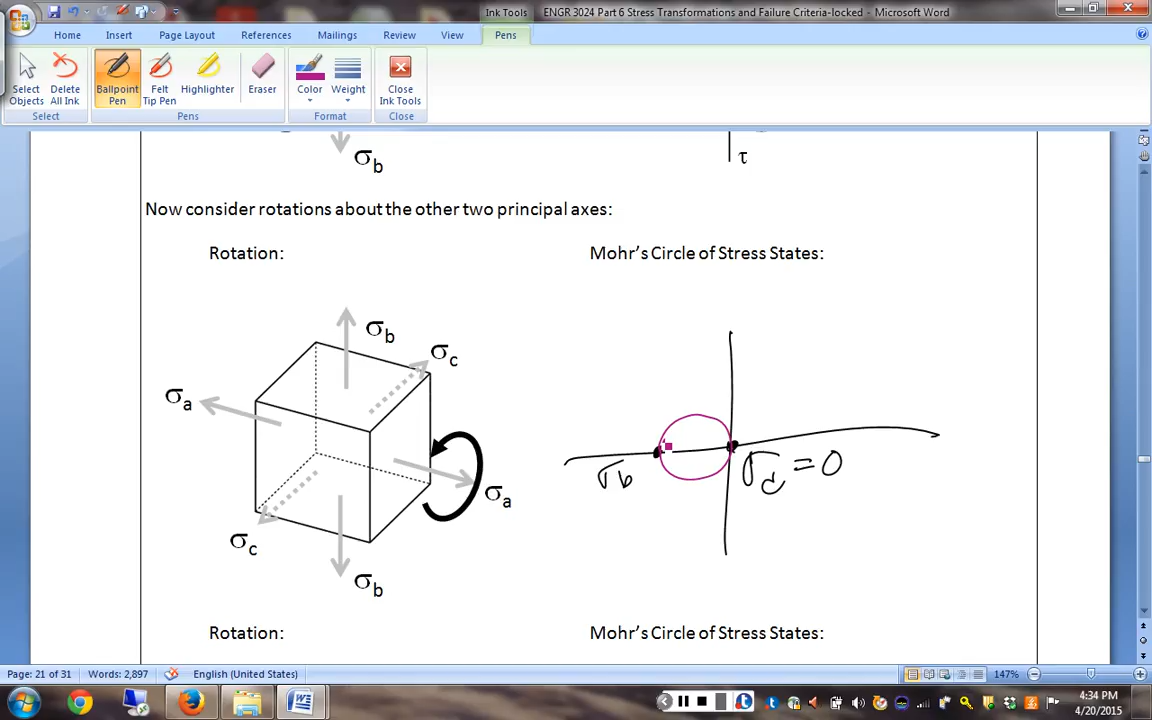 Ink Tools
ENGR 3024 Part 6 Stress Transformations and Failure Criteria-locked - Microsoft Word
Home Insert Page Layout References Mailings Review View Pens
Select Objects
Delete All Ink
Ballpoint Pen
Felt Tip Pen
Highlighter
Eraser
Color
Weight
Close Ink Tools
Select Pens Format Close
σb
τ
Now consider rotations about the other two principal axes:
Rotation: Mohr's Circle of Stress States:
σb
σc
σa
σb
σc = 0
σa
σc
σb
Rotation: Mohr's Circle of Stress States:
Page: 21 of 31 Words: 2,897 English (United States) 147%
4:34 PM
4/20/2015